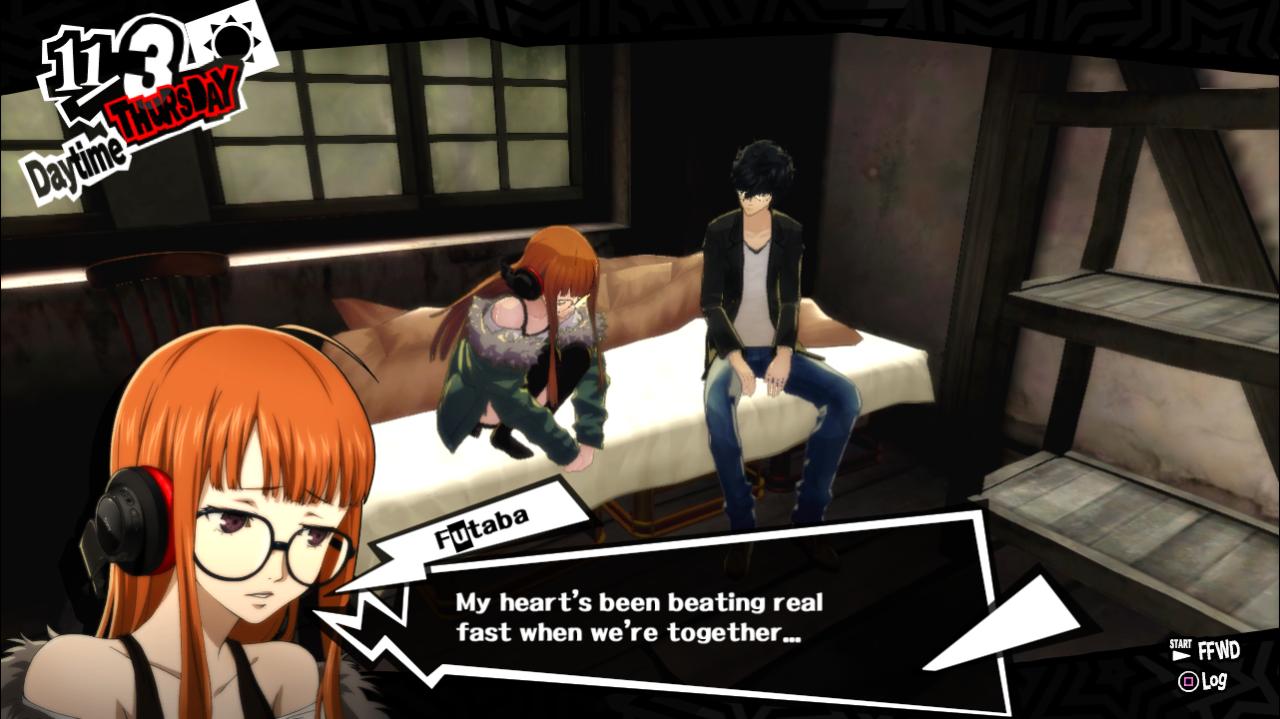 11/3
THURSDAY
Daytime
Futaba
My heart's been beating real
fast when we're together...
START FFWD
Log